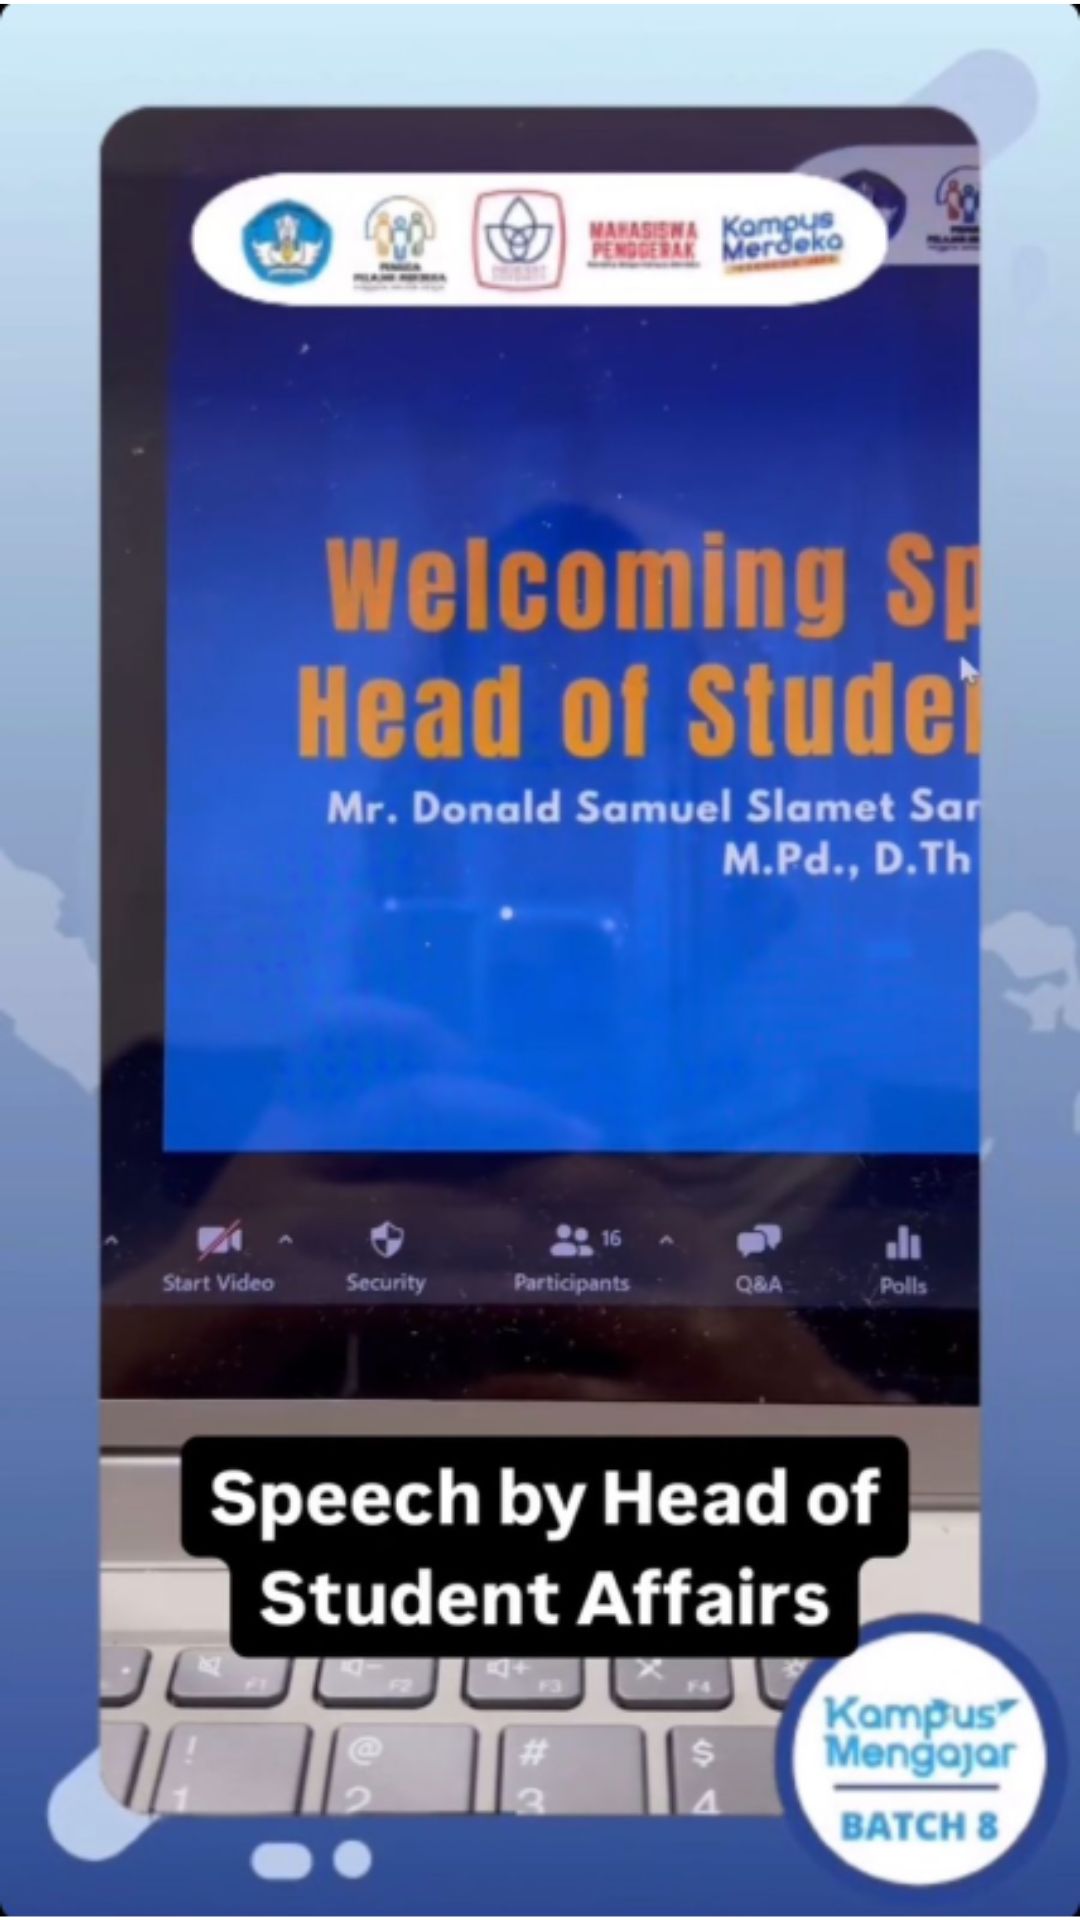 MAHASISWA
PENGGERAK
Kampus
Merdeka
Welcoming Sp
Head of Studen
Mr. Donald Samuel Slamet San
M.Pd., D.Th
16
Start Video
Security
Participants
Q&A
Polls
Speech by Head of
Student Affairs
F1
F2
F3
F4
!
@
#
$
1
2
3
4
Kampus
Mengajar
BATCH 8